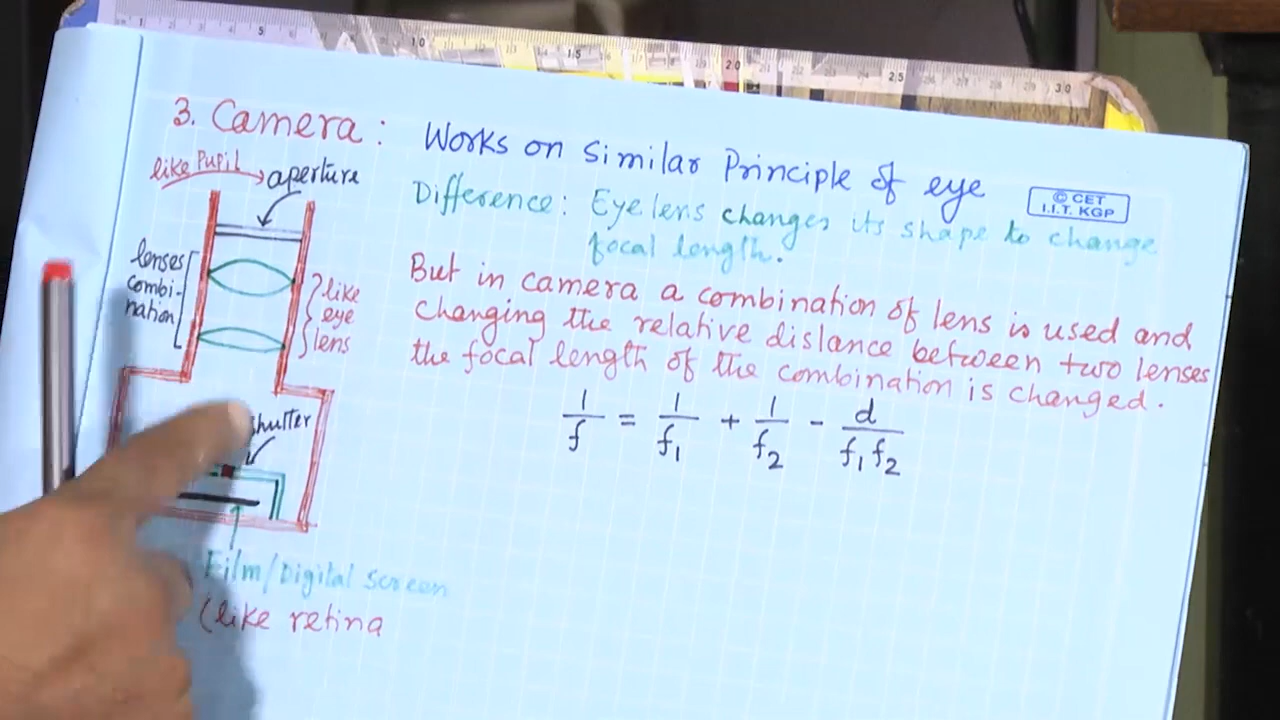 3. Camera: Works on Similar Principle of eye
like Pupil aperture
Difference: Eye lens changes its shape to change
focal length.
© CET
I.I.T. KGP
lenses
combi-
nation
like
eye
lens
But in camera a combination of lens is used and
changing the relative distance between two lenses
the focal length of the combination is changed.
1/f = 1/f₁ + 1/f₂ - d/f₁f₂
shutter
Film/Digital screen
(like retina